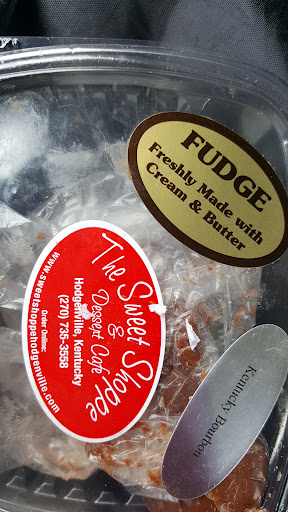 FUDGE
Freshly Made with
Cream & Butter
The Sweet Shoppe
&
Dessert Cafe
Hodgenville, Kentucky
(270) 735-3558
Order Online:
www.sweetshoppehodgenville.com
Kentucky Bourbon